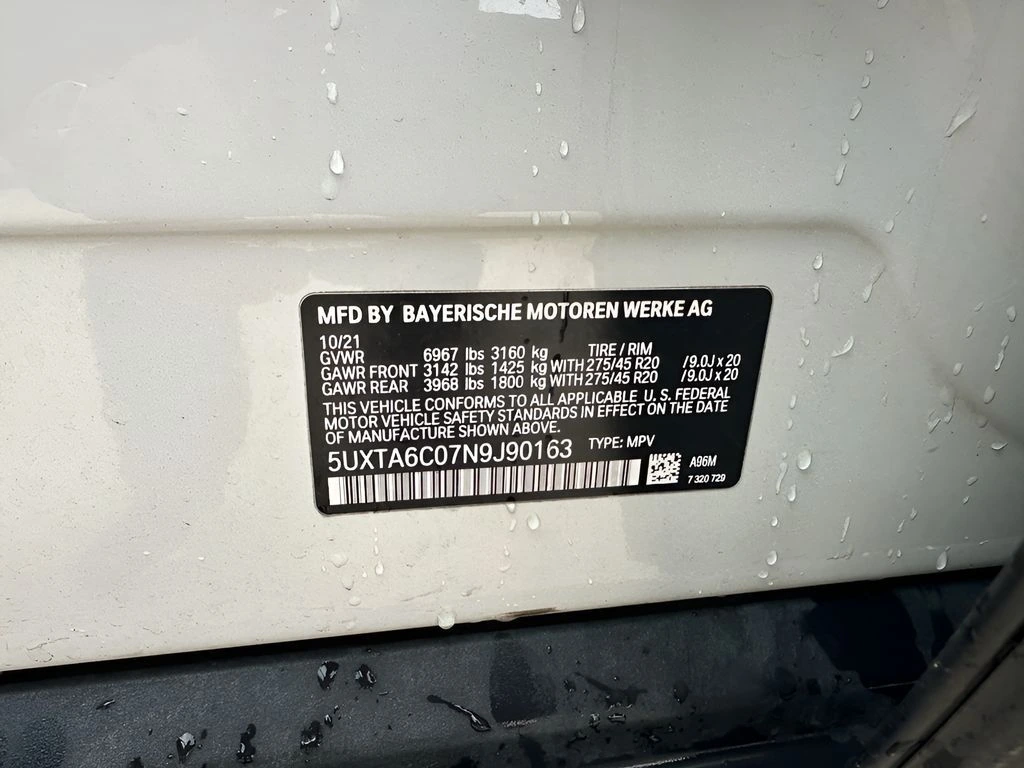 MFD BY BAYERISCHE MOTOREN WERKE AG
10/21 TIRE / RIM
GVWR 6967 lbs 3160 kg
GAWR FRONT 3142 lbs 1425 kg WITH 275/45 R20 /9.0J x 20
GAWR REAR 3968 lbs 1800 kg WITH 275/45 R20 /9.0J x 20
THIS VEHICLE CONFORMS TO ALL APPLICABLE U. S. FEDERAL
MOTOR VEHICLE SAFETY STANDARDS IN EFFECT ON THE DATE
OF MANUFACTURE SHOWN ABOVE.
5UXTA6C07N9J90163 TYPE: MPV
A96M
7 320 729